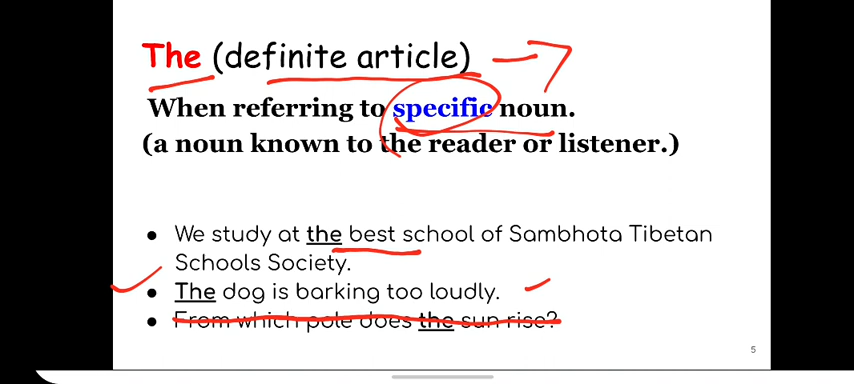 The (definite article)
When referring to specific noun.
(a noun known to the reader or listener.)
• We study at the best school of Sambhota Tibetan
Schools Society.
• The dog is barking too loudly.
• From which pole does the sun rise?
5